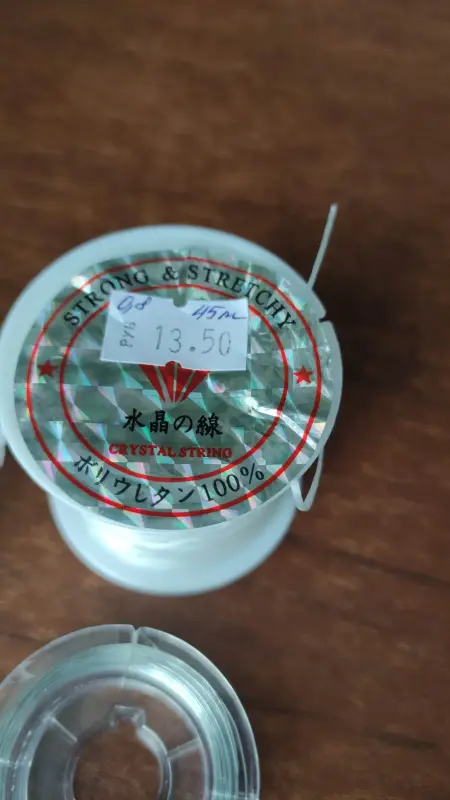 STRONG & STRETCHY
0,8 45м
РУБ 13.50
水晶の線
CRYSTAL STRING
ポリウレタン100%